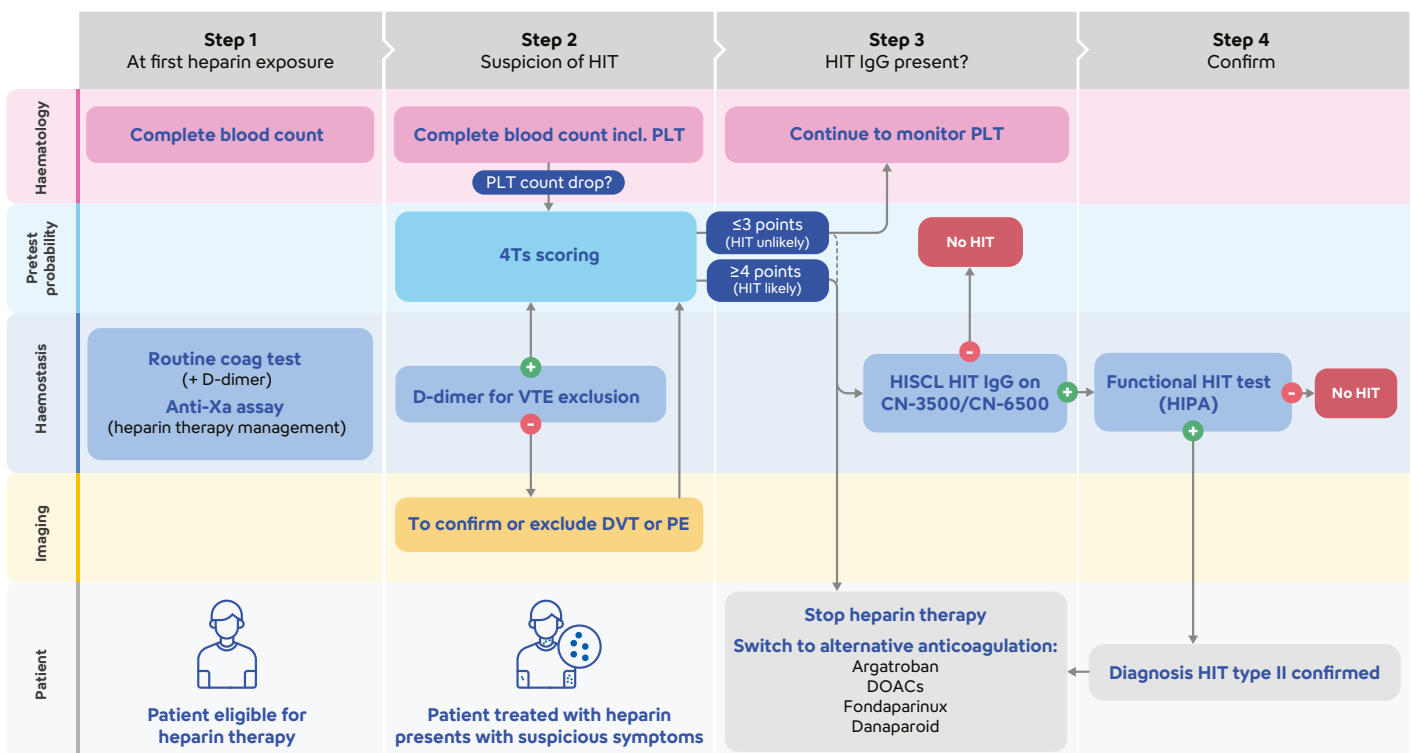 Step 1
At first heparin exposure
Step 2
Suspicion of HIT
Step 3
HIT IgG present?
Step 4
Confirm
Haematology
Complete blood count
Complete blood count incl. PLT
PLT count drop?
Continue to monitor PLT
Pretest
probability
4Ts scoring
≤3 points
(HIT unlikely)
≥4 points
(HIT likely)
No HIT
Haemostasis
Routine coag test
(+ D-dimer)
Anti-Xa assay
(heparin therapy management)
+
D-dimer for VTE exclusion
-
-
HISCL HIT IgG on
CN-3500/CN-6500
+
Functional HIT test
(HIPA)
-
No HIT
+
Imaging
To confirm or exclude DVT or PE
Patient
Patient eligible for
heparin therapy
Patient treated with heparin
presents with suspicious symptoms
Stop heparin therapy
Switch to alternative anticoagulation:
Argatroban
DOACs
Fondaparinux
Danaparoid
Diagnosis HIT type II confirmed